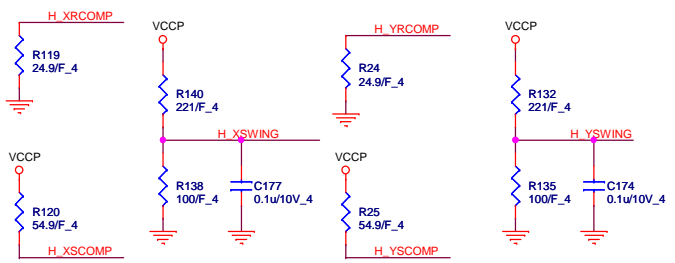 H_XRCOMP
R119
24.9/F_4
VCCP
R140
221/F_4
H_XSWING
R138
100/F_4
C177
0.1u/10V_4
VCCP
R120
54.9/F_4
H_XSCOMP
H_YRCOMP
R24
24.9/F_4
VCCP
R132
221/F_4
H_YSWING
R135
100/F_4
C174
0.1u/10V_4
VCCP
R25
54.9/F_4
H_YSCOMP